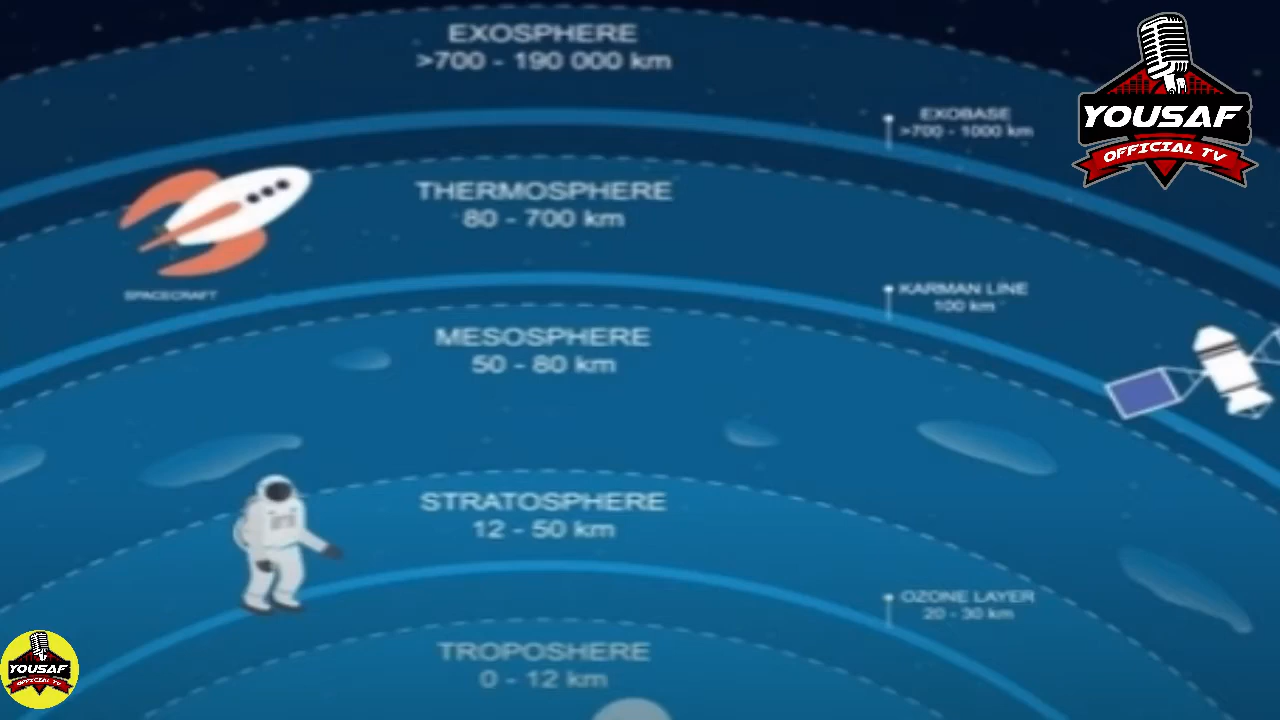 EXOSPHERE
>700 - 190 000 km
EXOBASE
>700 - 1000 km
YOUSAF
OFFICIAL TV
THERMOSPHERE
80 - 700 km
SPACECRAFT
KARMAN LINE
100 km
MESOSPHERE
50 - 80 km
STRATOSPHERE
12 - 50 km
OZONE LAYER
20 - 30 km
TROPOSHERE
0 - 12 km
YOUSAF
OFFICIAL TV